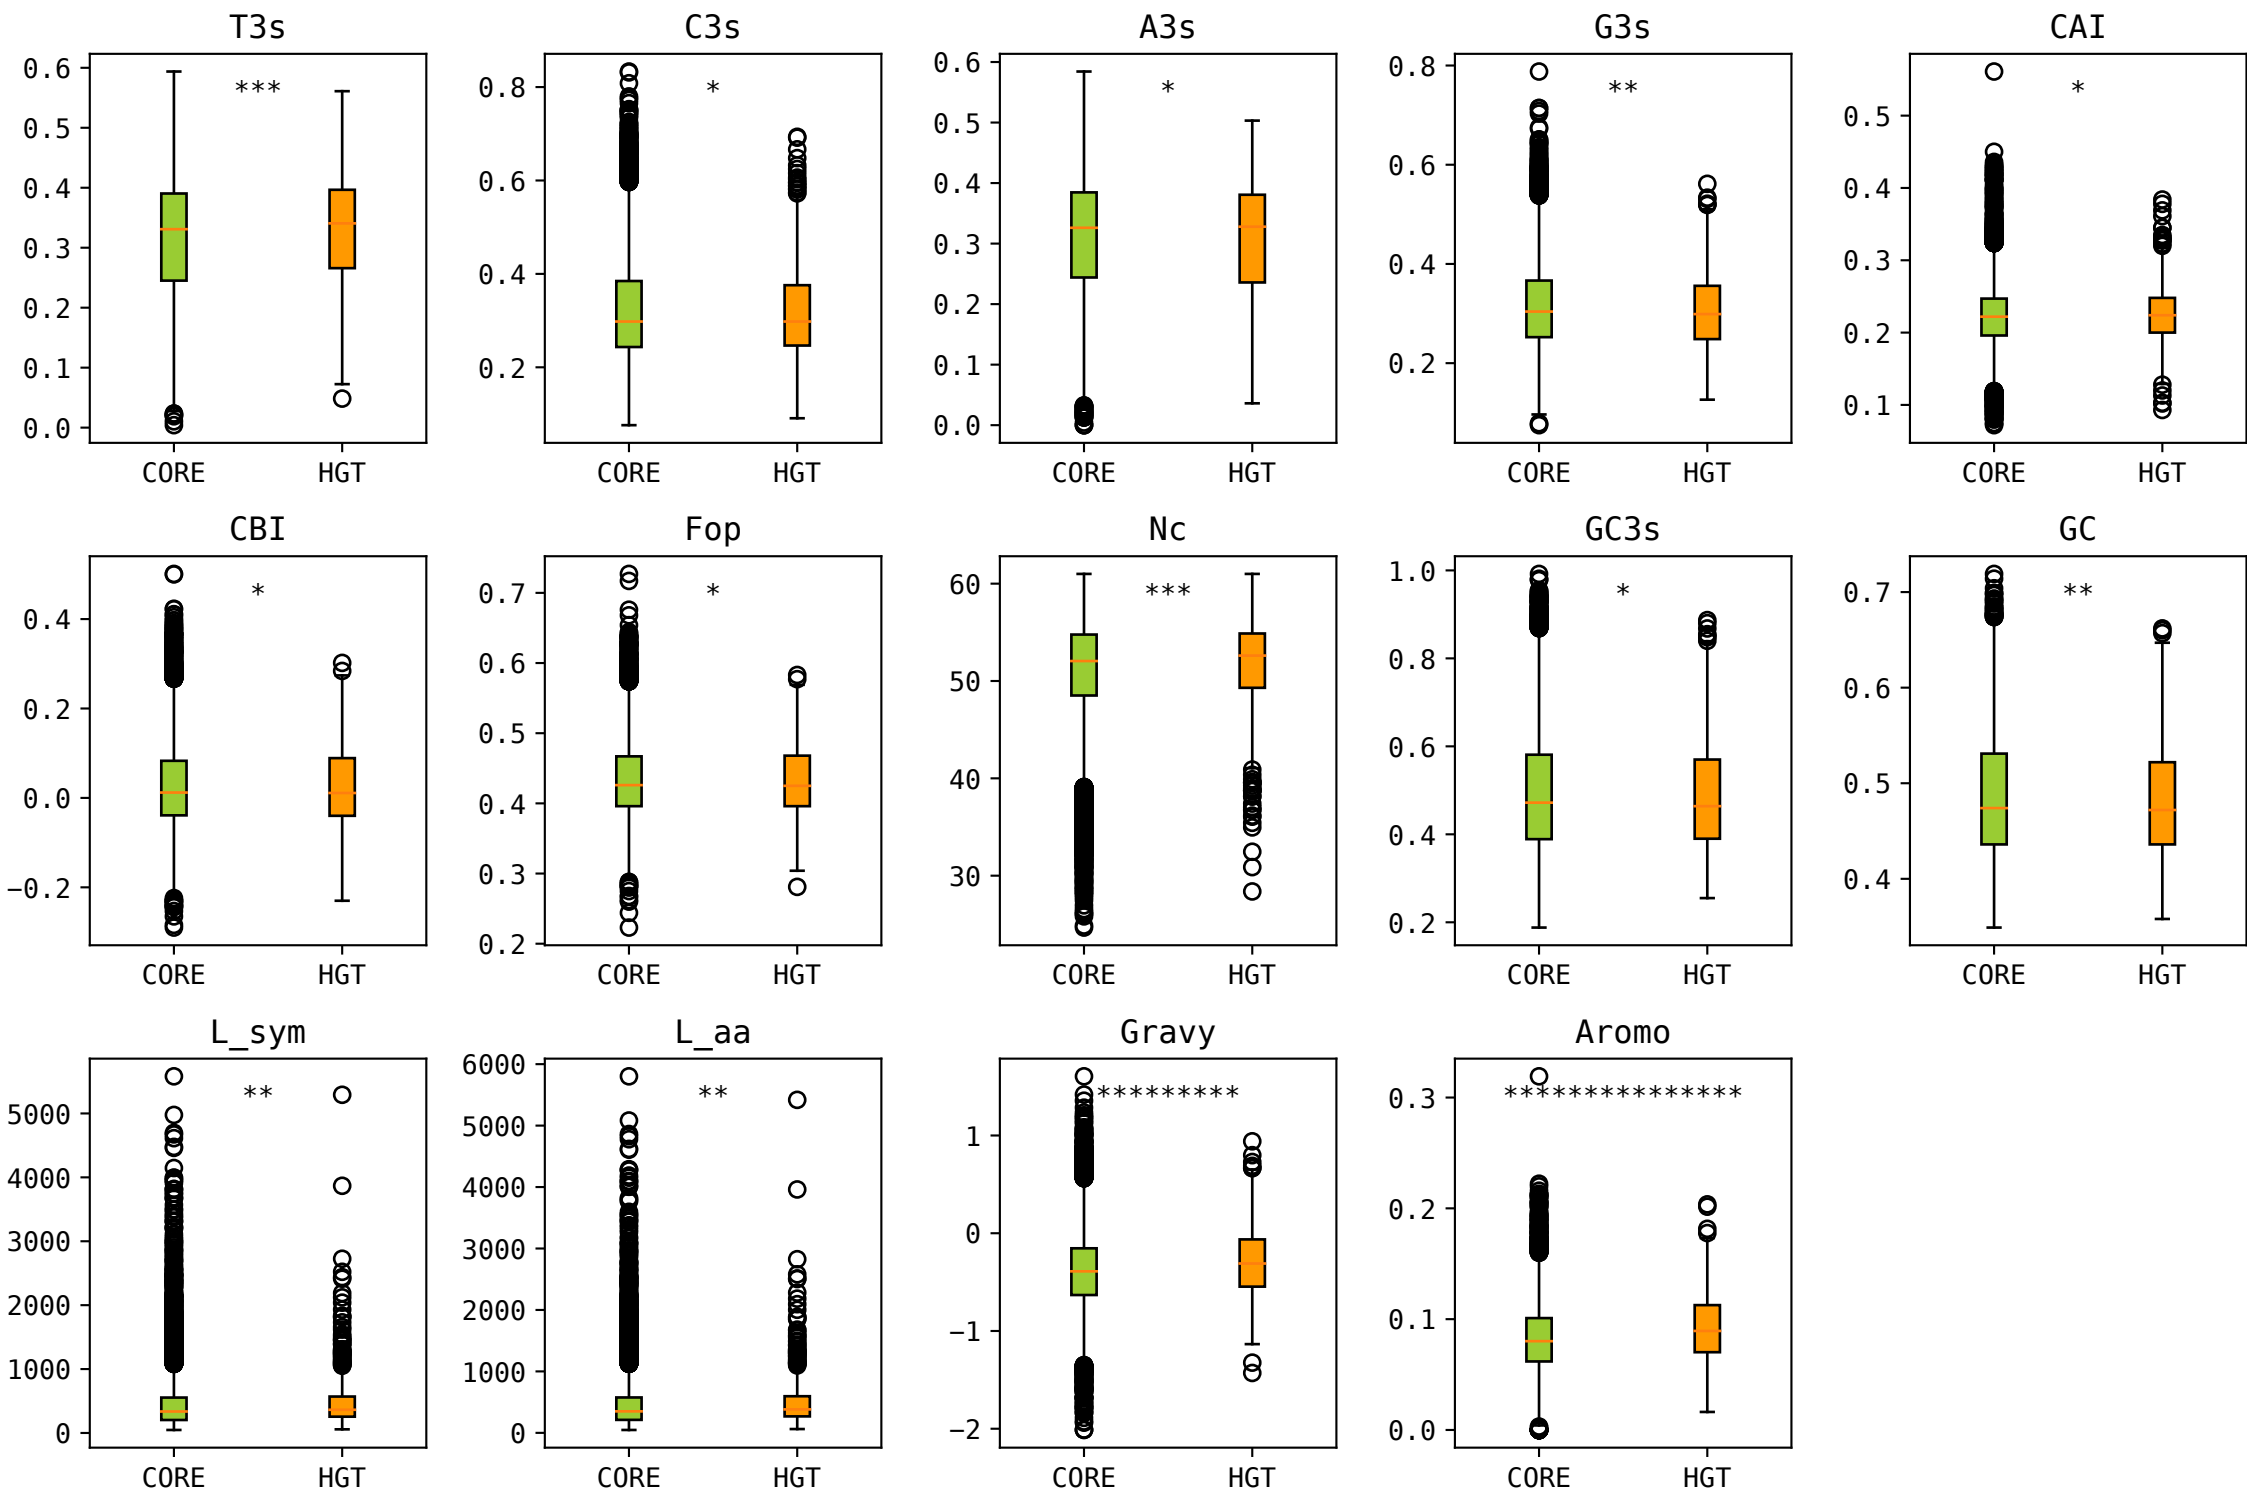 T3s
C3s
A3s
G3s
CAI
0.6
0.5
0.4
0.3
0.2
0.1
0.0
***
CORE
HGT
0.8
0.6
0.4
0.2
*
CORE
HGT
0.6
0.5
0.4
0.3
0.2
0.1
0.0
*
CORE
HGT
0.8
0.6
0.4
0.2
**
CORE
HGT
0.5
0.4
0.3
0.2
0.1
*
CORE
HGT
CBI
Fop
Nc
GC3s
GC
0.4
0.2
0.0
−0.2
*
CORE
HGT
0.7
0.6
0.5
0.4
0.3
0.2
*
CORE
HGT
60
50
40
30
***
CORE
HGT
1.0
0.8
0.6
0.4
0.2
*
CORE
HGT
0.7
0.6
0.5
0.4
**
CORE
HGT
L_sym
L_aa
Gravy
Aromo
5000
4000
3000
2000
1000
0
**
CORE
HGT
6000
5000
4000
3000
2000
1000
0
**
CORE
HGT
1
0
−1
−2
*********
CORE
HGT
0.3
0.2
0.1
0.0
***************
CORE
HGT